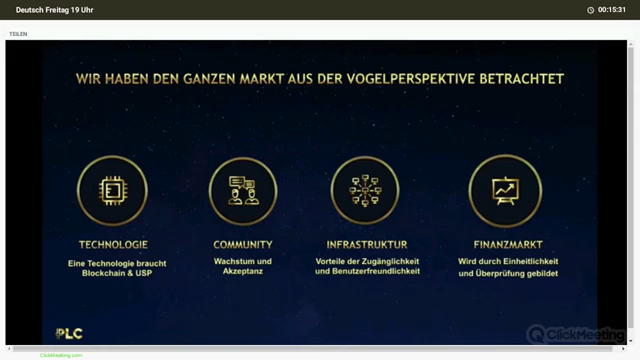 Deutsch Freitag 19 Uhr
00:15:31
TEILEN
WIR HABEN DEN GANZEN MARKT AUS DER VOGELPERSPEKTIVE BETRACHTET
TECHNOLOGIE
Eine Technologie braucht
Blockchain & USP
COMMUNITY
Wachstum und
Akzeptanz
INFRASTRUKTUR
Vorteile der Zugänglichkeit
und Benutzerfreundlichkeit
FINANZMARKT
Wird durch Einheitlichkeit
und Überprüfung gebildet
PLC
ClickMeeting
ClickMeeting.com